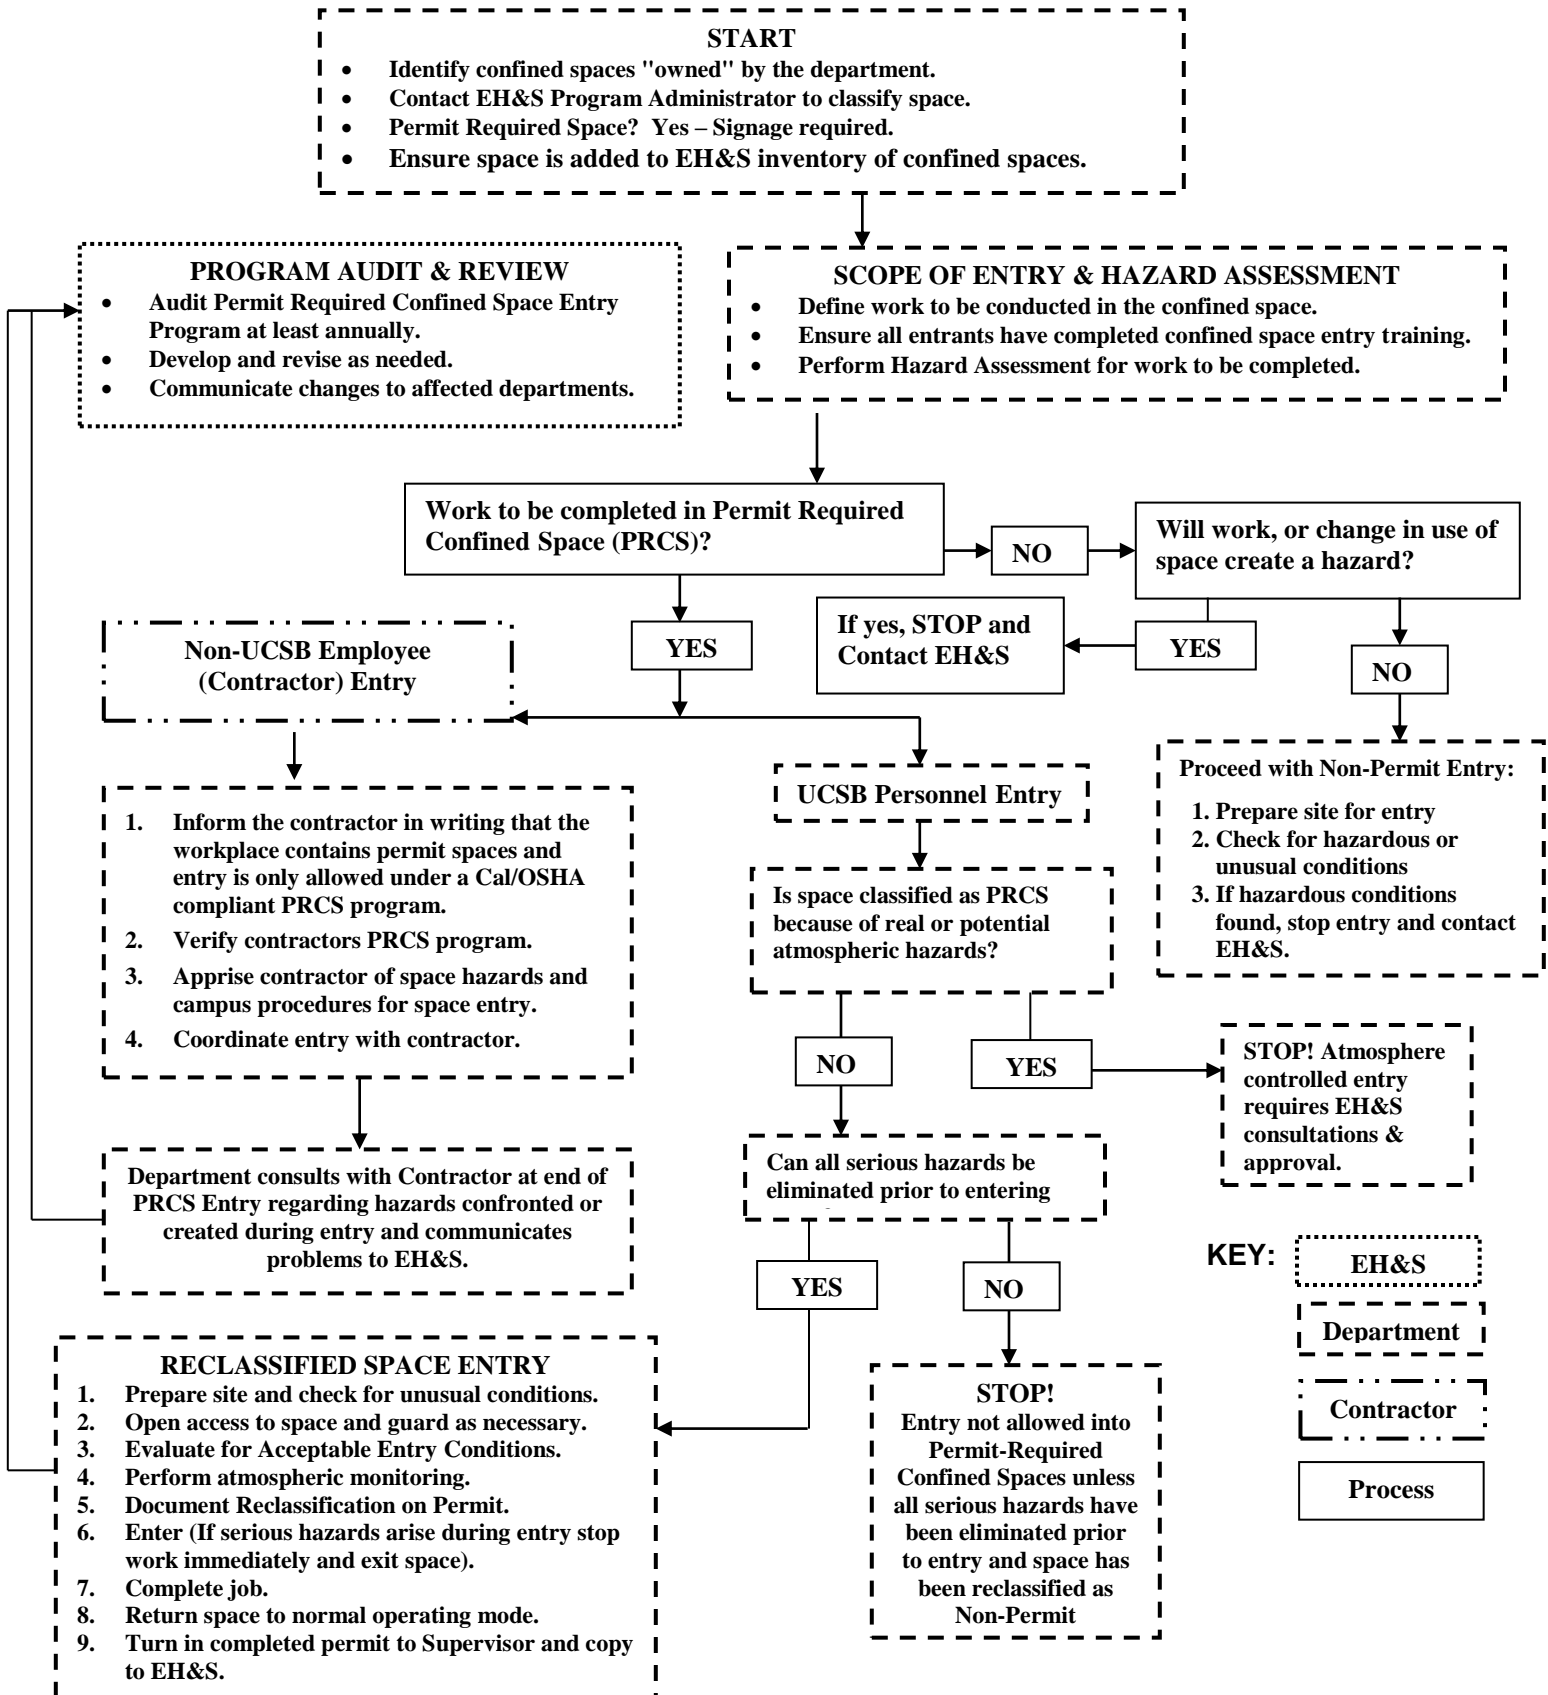 START
• Identify confined spaces "owned" by the department.
• Contact EH&S Program Administrator to classify space.
• Permit Required Space? Yes – Signage required.
• Ensure space is added to EH&S inventory of confined spaces.
PROGRAM AUDIT & REVIEW
• Audit Permit Required Confined Space Entry
Program at least annually.
• Develop and revise as needed.
• Communicate changes to affected departments.
SCOPE OF ENTRY & HAZARD ASSESSMENT
• Define work to be conducted in the confined space.
• Ensure all entrants have completed confined space entry training.
• Perform Hazard Assessment for work to be completed.
Work to be completed in Permit Required
Confined Space (PRCS)?
NO
Will work, or change in use of
space create a hazard?
YES
If yes, STOP and
Contact EH&S
YES
NO
Non-UCSB Employee
(Contractor) Entry
UCSB Personnel Entry
Proceed with Non-Permit Entry:
1. Prepare site for entry
2. Check for hazardous or
unusual conditions
3. If hazardous conditions
found, stop entry and contact
EH&S.
1. Inform the contractor in writing that the
workplace contains permit spaces and
entry is only allowed under a Cal/OSHA
compliant PRCS program.
2. Verify contractors PRCS program.
3. Apprise contractor of space hazards and
campus procedures for space entry.
4. Coordinate entry with contractor.
Is space classified as PRCS
because of real or potential
atmospheric hazards?
NO
YES
STOP! Atmosphere
controlled entry
requires EH&S
consultations &
approval.
Department consults with Contractor at end of
PRCS Entry regarding hazards confronted or
created during entry and communicates
problems to EH&S.
Can all serious hazards be
eliminated prior to entering
YES
NO
KEY:
EH&S
Department
Contractor
Process
RECLASSIFIED SPACE ENTRY
1. Prepare site and check for unusual conditions.
2. Open access to space and guard as necessary.
3. Evaluate for Acceptable Entry Conditions.
4. Perform atmospheric monitoring.
5. Document Reclassification on Permit.
6. Enter (If serious hazards arise during entry stop
work immediately and exit space).
7. Complete job.
8. Return space to normal operating mode.
9. Turn in completed permit to Supervisor and copy
to EH&S.
STOP!
Entry not allowed into
Permit-Required
Confined Spaces unless
all serious hazards have
been eliminated prior
to entry and space has
been reclassified as
Non-Permit